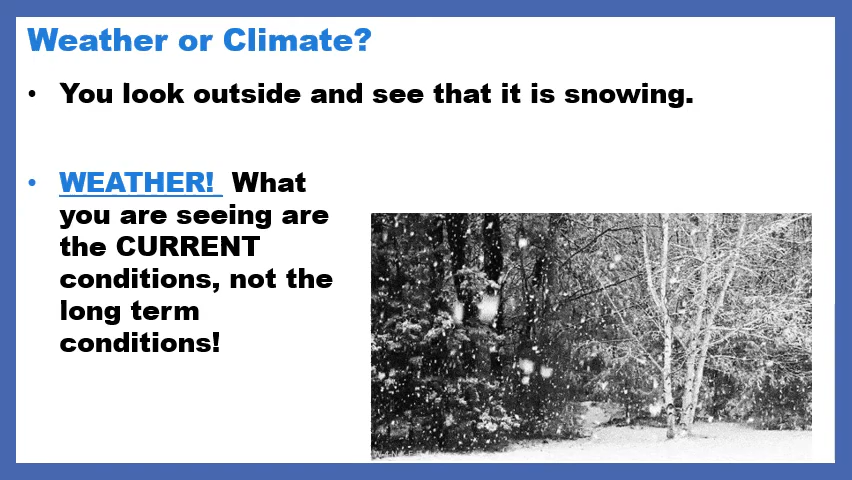 Weather or Climate?
• You look outside and see that it is snowing.
• WEATHER! What
you are seeing are
the CURRENT
conditions, not the
long term
conditions!